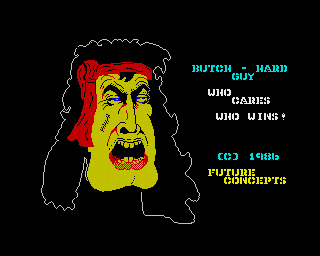 BUTCH - HARD
GUY
WHO
CARES
WHO WINS!
(C) 1986
FUTURE
CONCEPTS